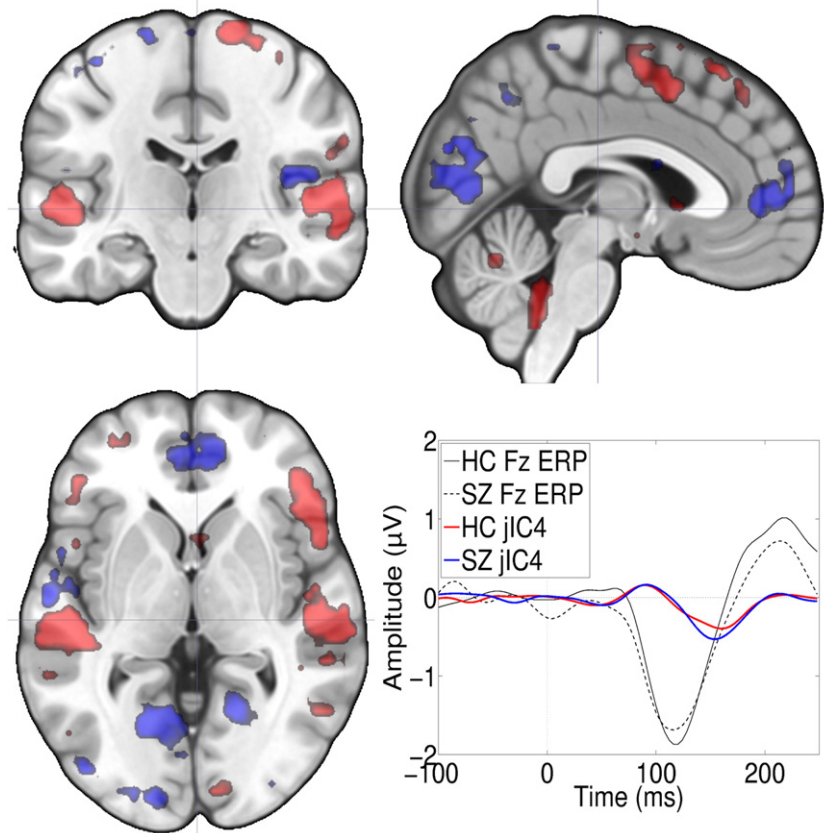 2
1
0
−1
−2
Amplitude (μV)
HC Fz ERP
SZ Fz ERP
HC jIC4
SZ jIC4
−100
0
100
200
Time (ms)